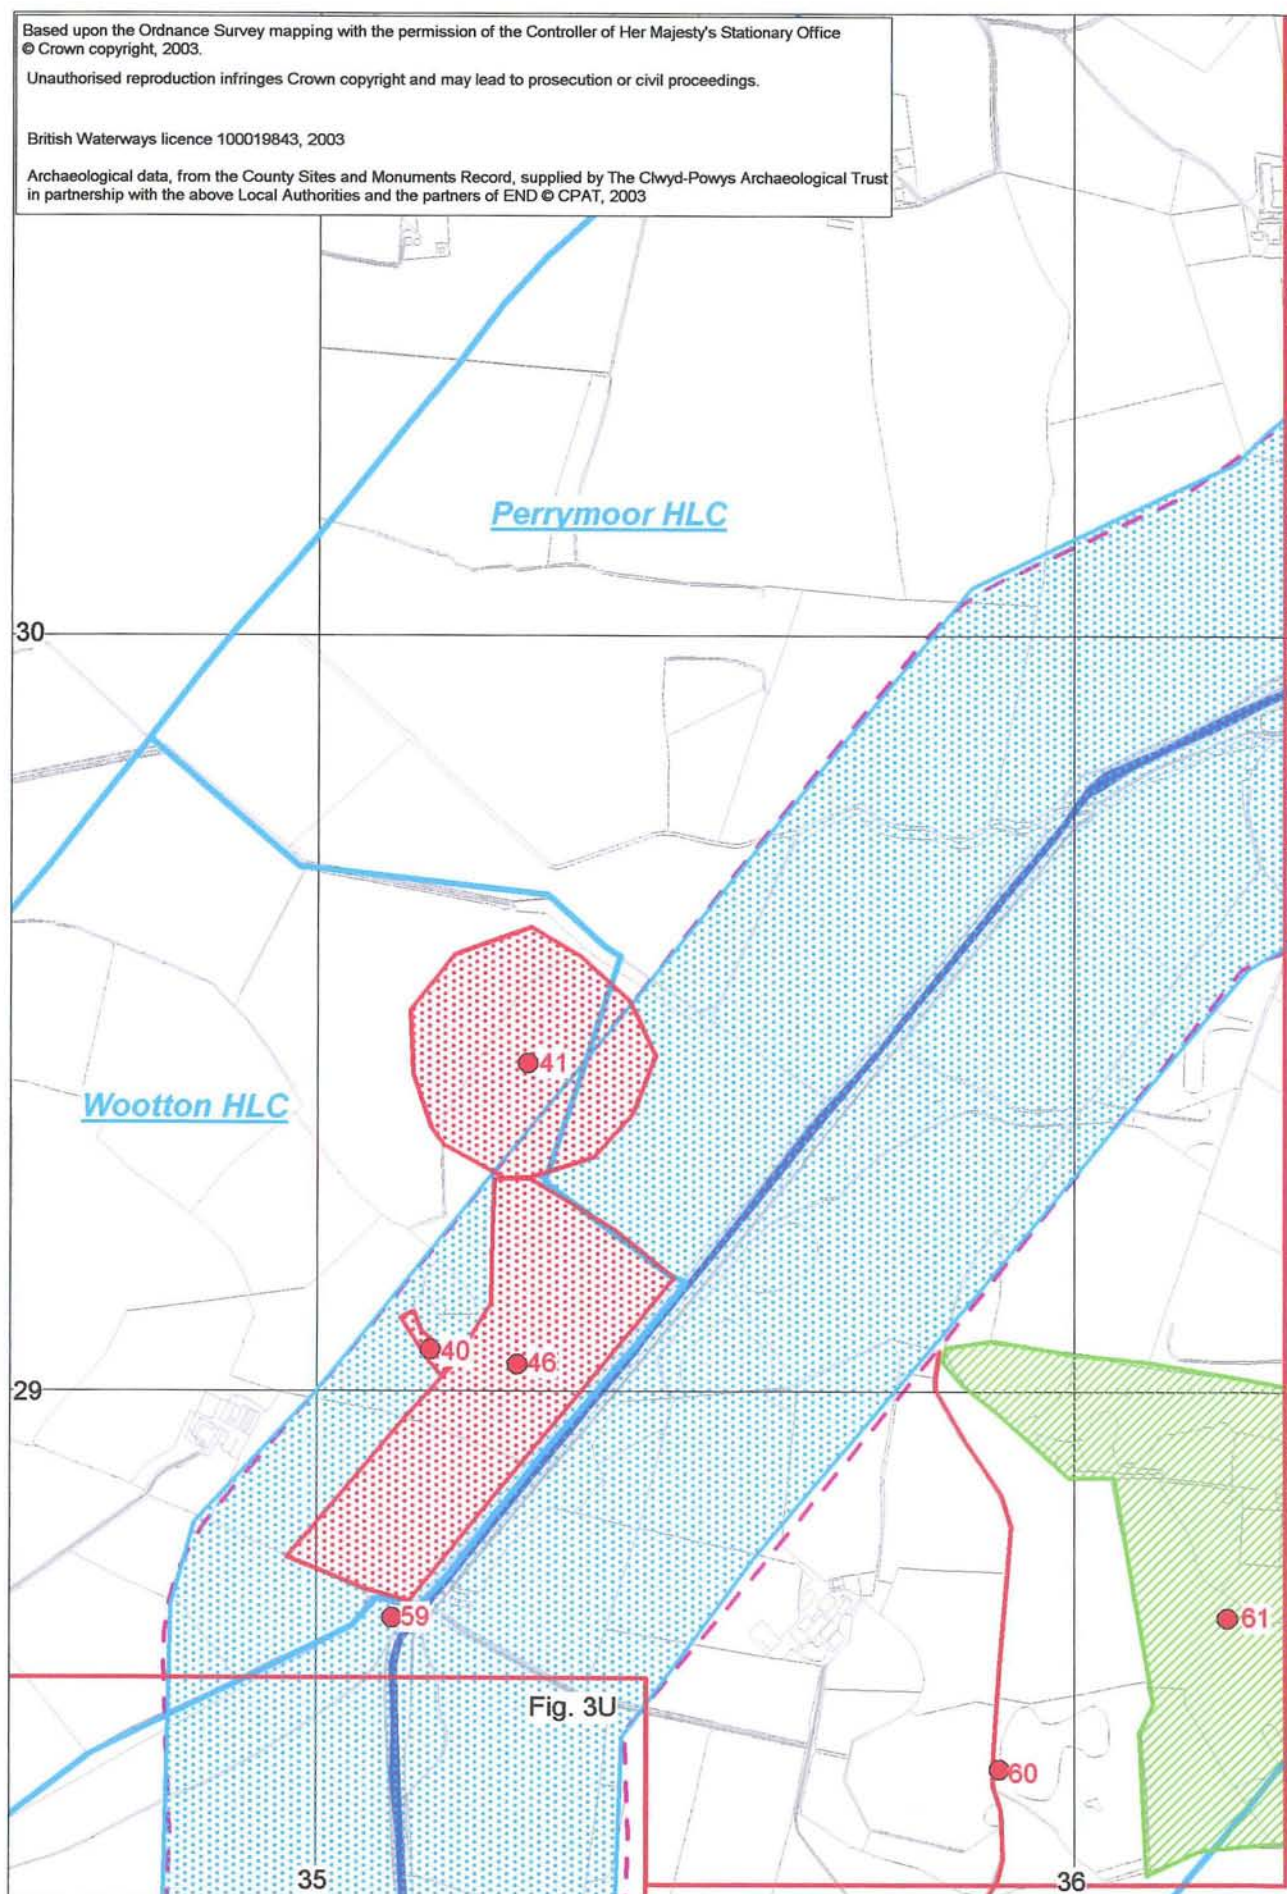 Based upon the Ordnance Survey mapping with the permission of the Controller of Her Majesty's Stationary Office
© Crown copyright, 2003.
Unauthorised reproduction infringes Crown copyright and may lead to prosecution or civil proceedings.
British Waterways licence 100019843, 2003
Archaeological data, from the County Sites and Monuments Record, supplied by The Clwyd-Powys Archaeological Trust
in partnership with the above Local Authorities and the partners of END © CPAT, 2003
Perrymoor HLC
30
41
Wootton HLC
40
46
29
59
61
Fig. 3U
60
35
36